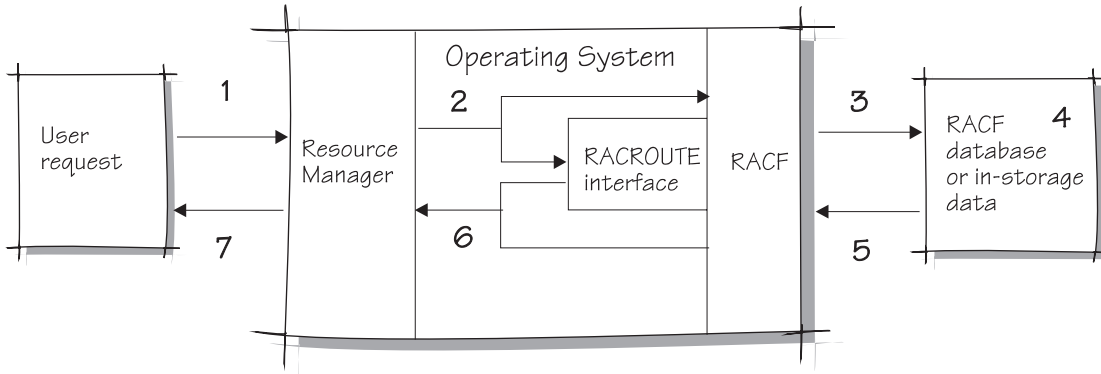 Operating System
1
2
3
4
User
request
Resource
Manager
RACROUTE
interface
RACF
RACF
database
or in-storage
data
5
6
7